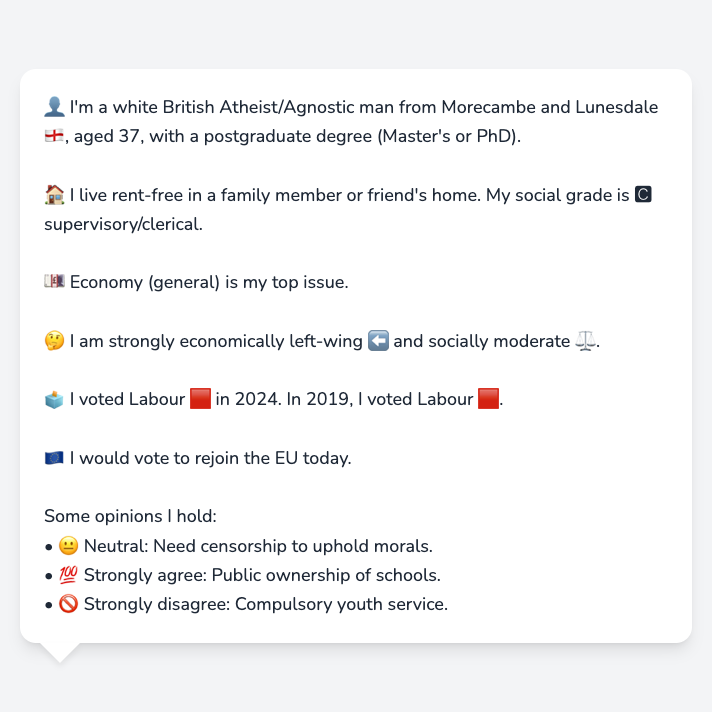 👤 I'm a white British Atheist/Agnostic man from Morecambe and Lunesdale
🏴󠁧󠁢󠁥󠁮󠁧󠁿, aged 37, with a postgraduate degree (Master's or PhD).
🏠 I live rent-free in a family member or friend's home. My social grade is 🅲
supervisory/clerical.
💷 Economy (general) is my top issue.
🤔 I am strongly economically left-wing ⬅️ and socially moderate ⚖️.
🗳️ I voted Labour 🟥 in 2024. In 2019, I voted Labour 🟥.
🇪🇺 I would vote to rejoin the EU today.
Some opinions I hold:
• 😐 Neutral: Need censorship to uphold morals.
• 💯 Strongly agree: Public ownership of schools.
• 🚫 Strongly disagree: Compulsory youth service.